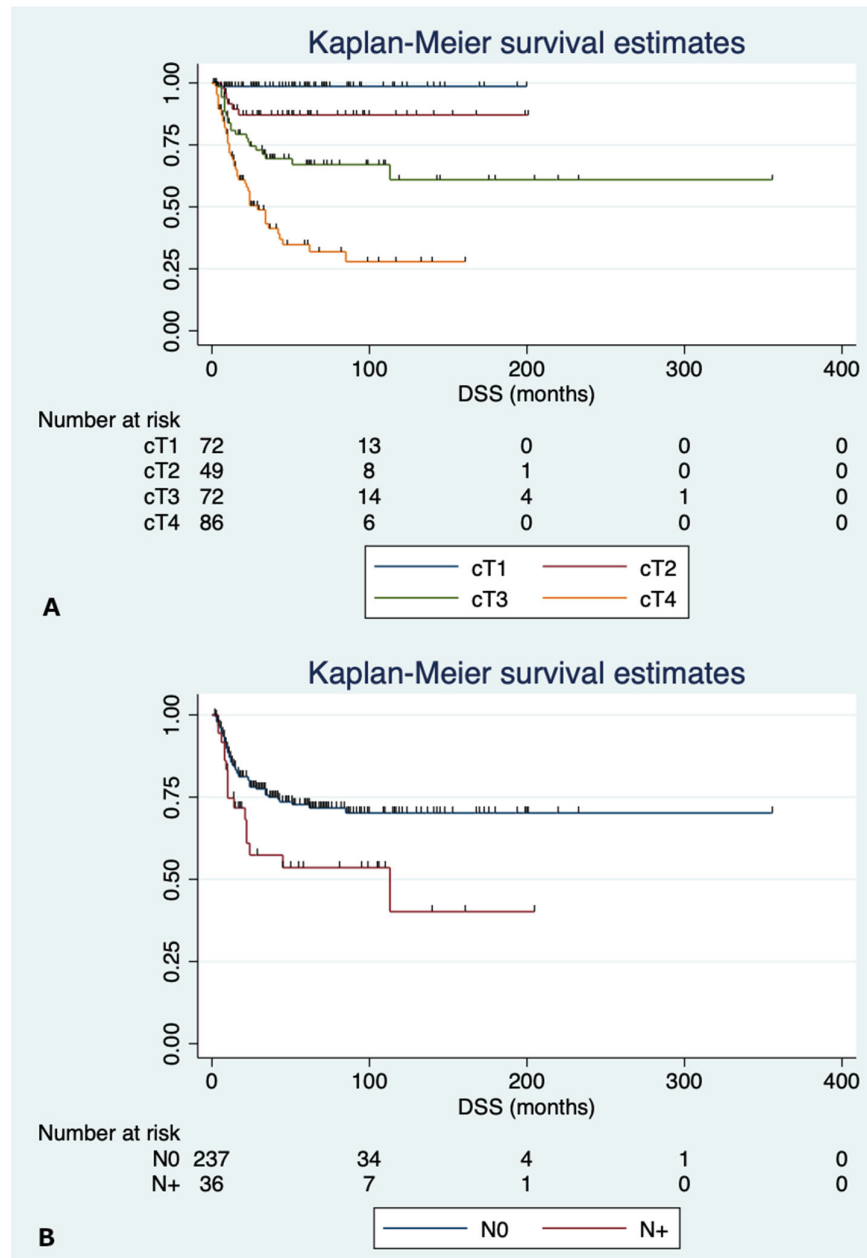 Kaplan-Meier survival estimates
1.00
0.75
0.50
0.25
0.00
0 100 200 300 400
DSS (months)
Number at risk
cT1 72 13 0 0 0
cT2 49 8 1 0 0
cT3 72 14 4 1 0
cT4 86 6 0 0 0
cT1 cT2
cT3 cT4
A
Kaplan-Meier survival estimates
1.00
0.75
0.50
0.25
0.00
0 100 200 300 400
DSS (months)
Number at risk
N0 237 34 4 1 0
N+ 36 7 1 0 0
N0 N+
B